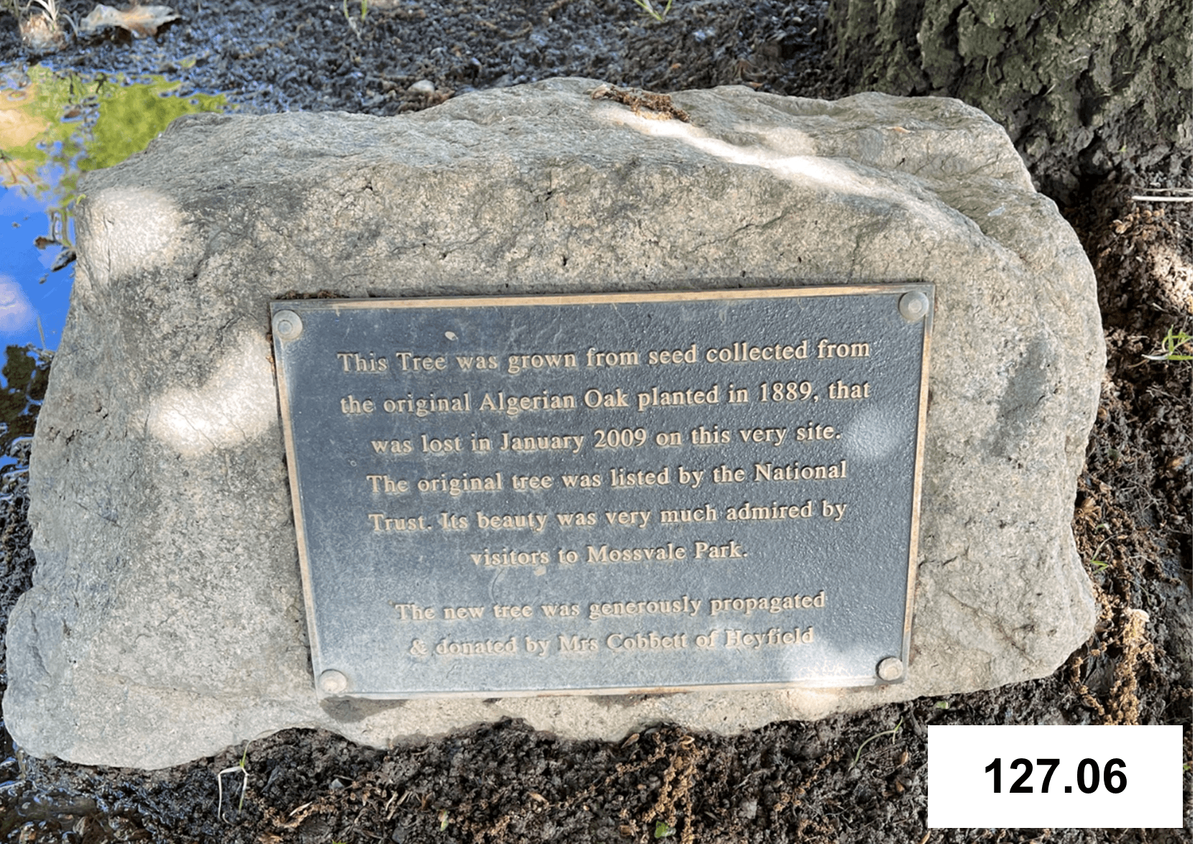 This Tree was grown from seed collected from
the original Algerian Oak planted in 1889, that
was lost in January 2009 on this very site.
The original tree was listed by the National
Trust. Its beauty was very much admired by
visitors to Mossvale Park.
The new tree was generously propagated
& donated by Mrs Cobbett of Heyfield
127.06